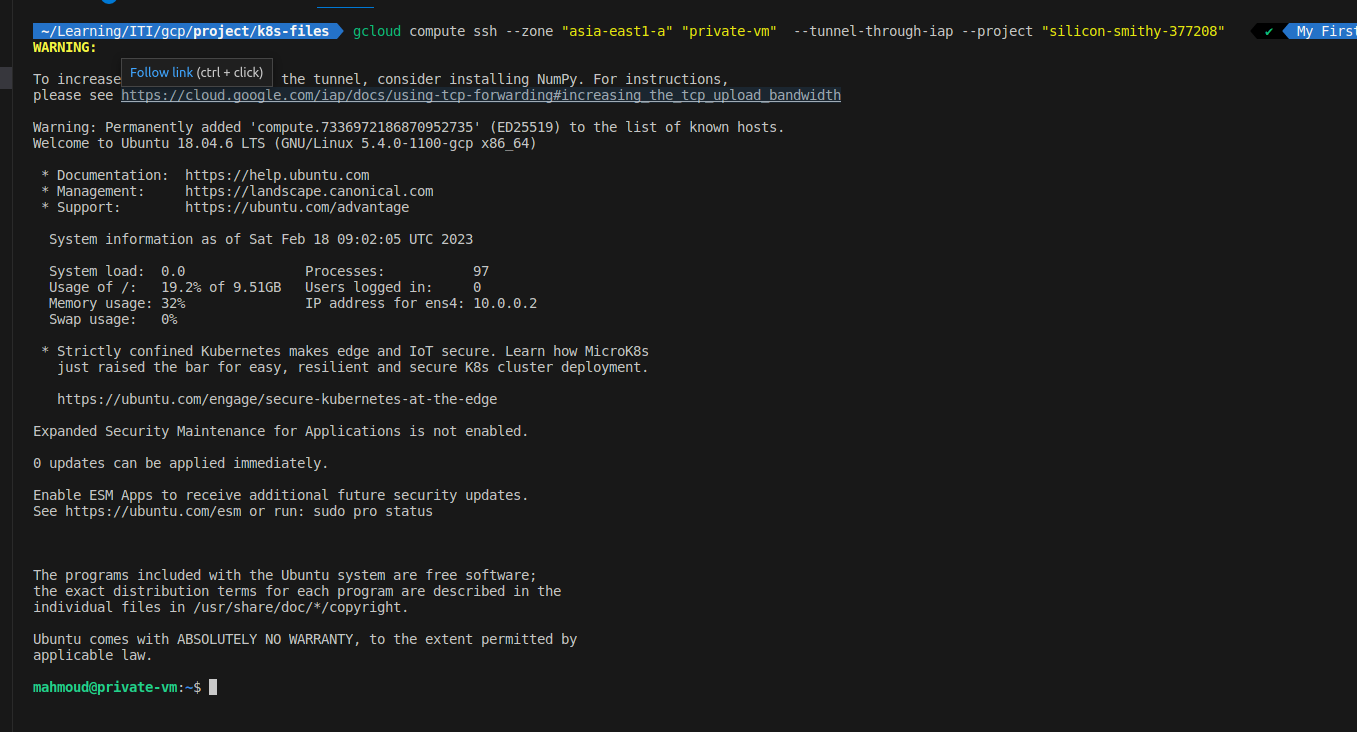 ~/Learning/ITI/gcp/project/k8s-files gcloud compute ssh --zone "asia-east1-a" "private-vm"  --tunnel-through-iap --project "silicon-smithy-377208" ✔ My First
WARNING:
To increase the tunnel, consider installing NumPy. For instructions,
Follow link (ctrl + click)
please see https://cloud.google.com/iap/docs/using-tcp-forwarding#increasing_the_tcp_upload_bandwidth
Warning: Permanently added 'compute.7336972186870952735' (ED25519) to the list of known hosts.
Welcome to Ubuntu 18.04.6 LTS (GNU/Linux 5.4.0-1100-gcp x86_64)
* Documentation:  https://help.ubuntu.com
* Management:     https://landscape.canonical.com
* Support:        https://ubuntu.com/advantage
System information as of Sat Feb 18 09:02:05 UTC 2023
System load:  0.0               Processes:           97
Usage of /:   19.2% of 9.51GB   Users logged in:     0
Memory usage: 32%               IP address for ens4: 10.0.0.2
Swap usage:   0%
* Strictly confined Kubernetes makes edge and IoT secure. Learn how MicroK8s
just raised the bar for easy, resilient and secure K8s cluster deployment.
https://ubuntu.com/engage/secure-kubernetes-at-the-edge
Expanded Security Maintenance for Applications is not enabled.
0 updates can be applied immediately.
Enable ESM Apps to receive additional future security updates.
See https://ubuntu.com/esm or run: sudo pro status
The programs included with the Ubuntu system are free software;
the exact distribution terms for each program are described in the
individual files in /usr/share/doc/*/copyright.
Ubuntu comes with ABSOLUTELY NO WARRANTY, to the extent permitted by
applicable law.
mahmoud@private-vm:~$